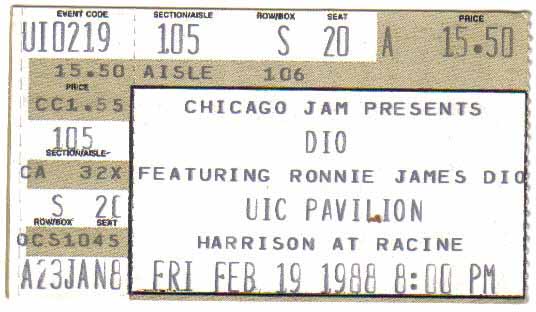 EVENT CODE SECTION/AISLE ROW/BOX SEAT PRICE
UI0219 105 S 20 A 15.50
15.50 AISLE 106
PRICE
CC1.55
105
SECTION/AISLE
CA 32X
S 20
ROW/BOX SEAT
OCS1045
A23JAN8
CHICAGO JAM PRESENTS
DIO
FEATURING RONNIE JAMES DIO
UIC PAVILION
HARRISON AT RACINE
FRI FEB 19 1988 8:00 PM